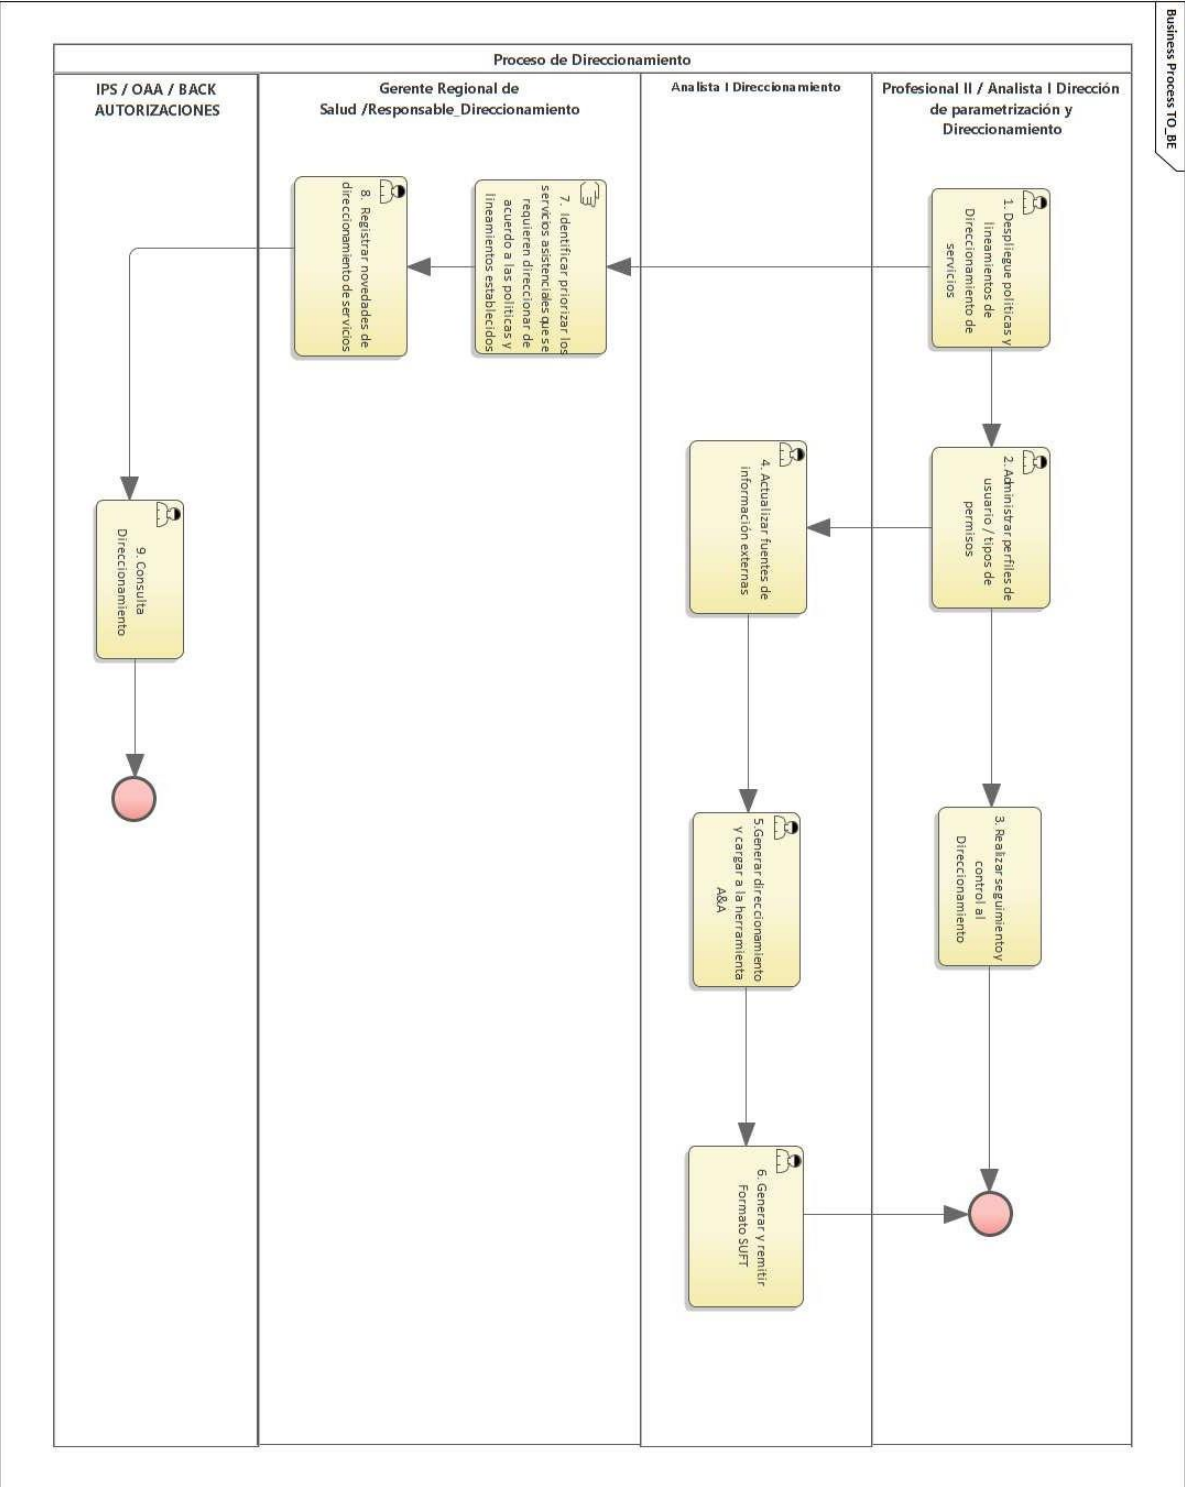 Business Process TO_BE
Proceso de Direccionamiento
IPS / OAA / BACK
AUTORIZACIONES
Gerente Regional de
Salud /Responsable_Direccionamiento
Analista I Direccionamiento
Profesional II / Analista I Dirección
de parametrización y
Direccionamiento
1. Despliegue políticas y
lineamientos de
Direccionamiento de
servicios
2. Administrar perfiles de
usuario / tipos de
permisos
3. Realizar seguimiento y
control al
Direccionamiento
4. Actualizar fuentes de
información externas
5.Generar direccionamiento
y cargar a la herramienta
A&A
6. Generar y remitir
Formato SUFT
7. Identificar priorizar los
servicios asistenciales que se
requieren direccionar de
acuerdo a las políticas y
lineamientos establecidos
8. Registrar novedades de
direccionamiento de servicios
9. Consulta
Direccionamiento